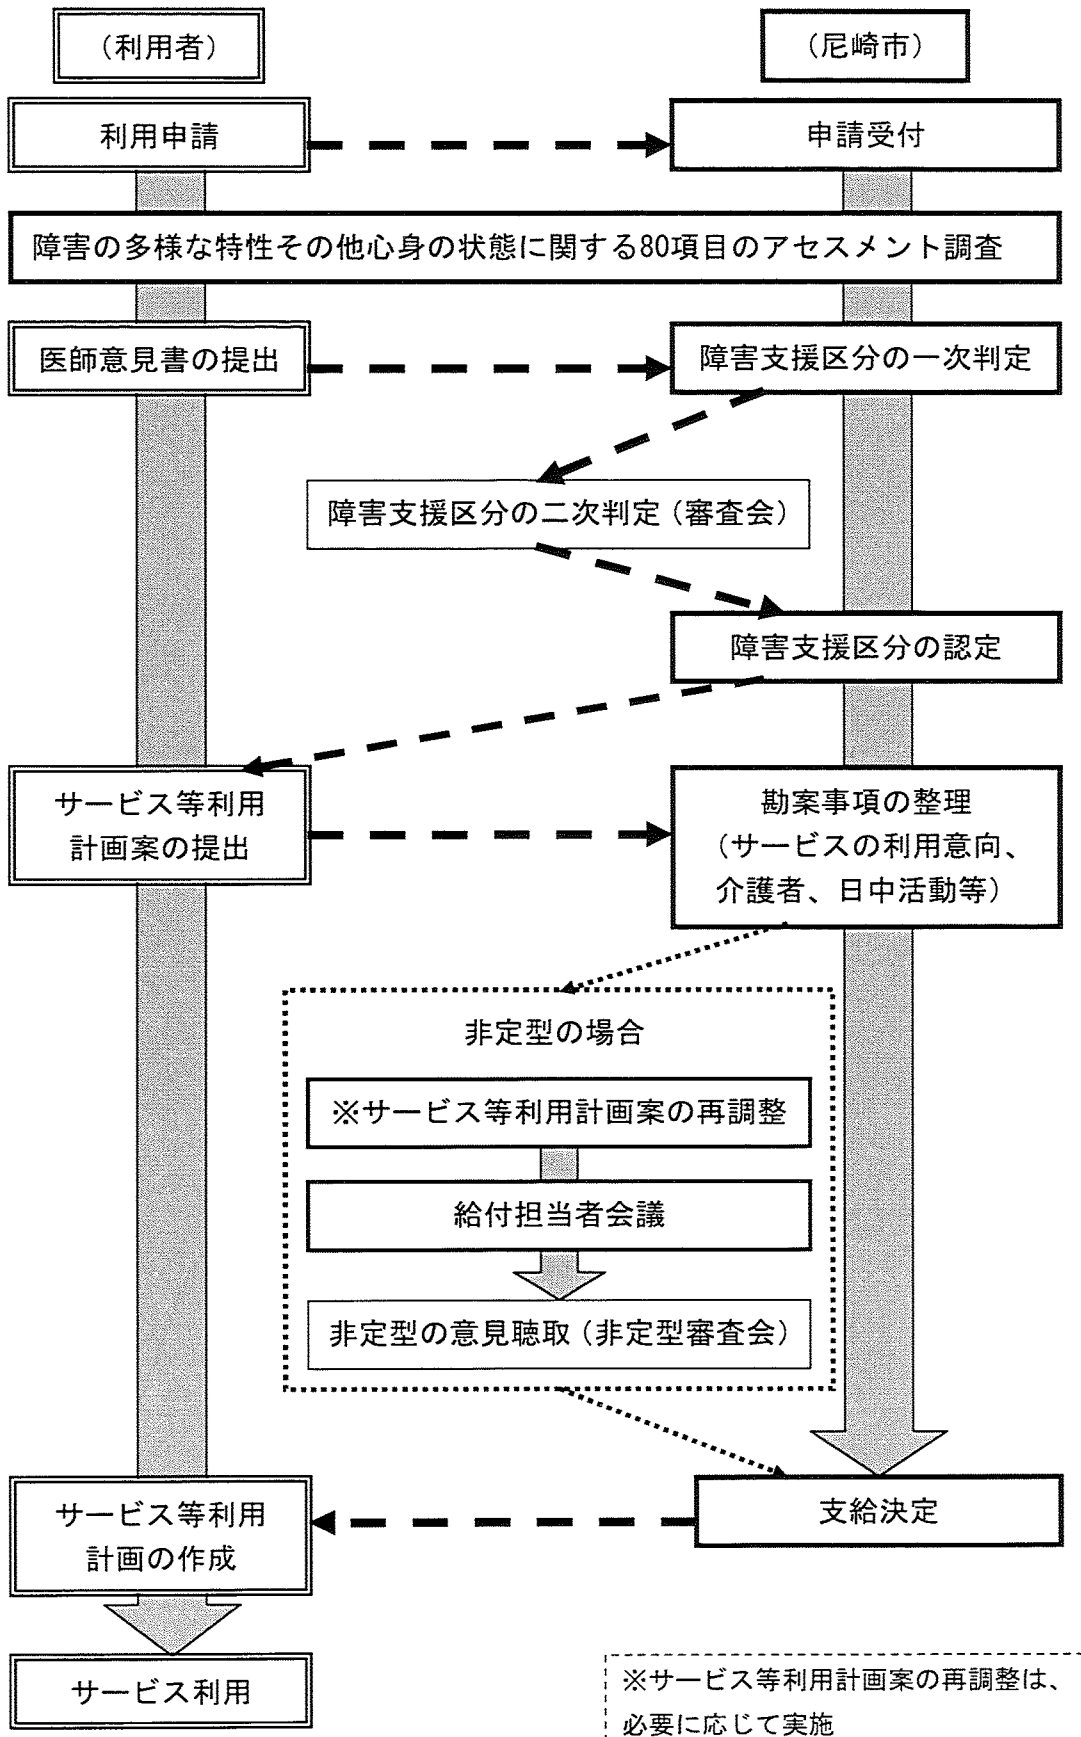 （利用者）
（尼崎市）
利用申請
申請受付
障害の多様な特性その他心身の状態に関する80項目のアセスメント調査
医師意見書の提出
障害支援区分の一次判定
障害支援区分の二次判定（審査会）
障害支援区分の認定
サービス等利用
計画案の提出
勘案事項の整理
（サービスの利用意向、
介護者、日中活動等）
非定型の場合
※サービス等利用計画案の再調整
給付担当者会議
非定型の意見聴取（非定型審査会）
サービス等利用
計画の作成
支給決定
サービス利用
※サービス等利用計画案の再調整は、
必要に応じて実施